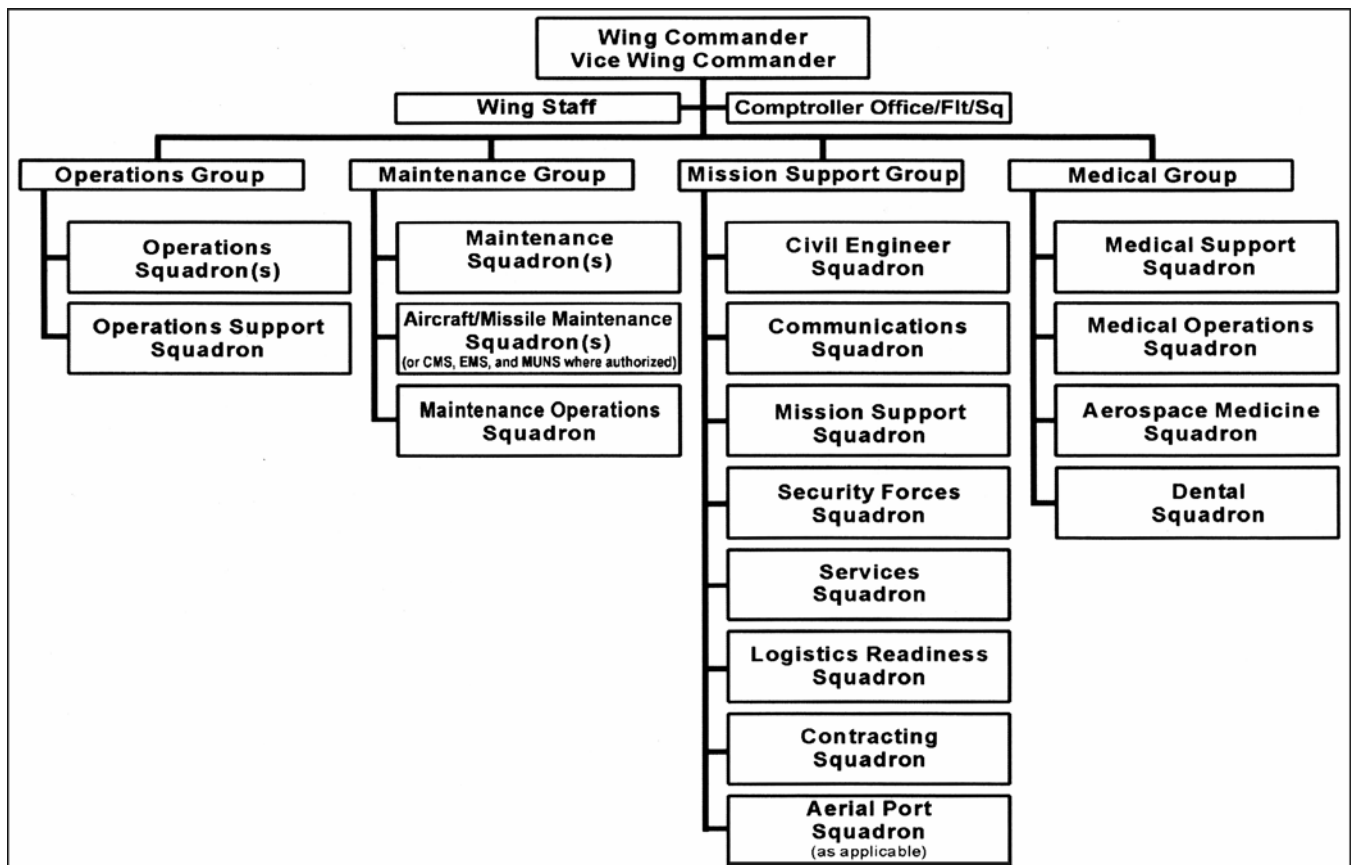 Wing Commander
Vice Wing Commander
Wing Staff
Comptroller Office/Flt/Sq
Operations Group
Maintenance Group
Mission Support Group
Medical Group
Operations
Squadron(s)
Operations Support
Squadron
Maintenance
Squadron(s)
Aircraft/Missile Maintenance
Squadron(s)
(or CMS, EMS, and MUNS where authorized)
Maintenance Operations
Squadron
Civil Engineer
Squadron
Communications
Squadron
Mission Support
Squadron
Security Forces
Squadron
Services
Squadron
Logistics Readiness
Squadron
Contracting
Squadron
Aerial Port
Squadron
(as applicable)
Medical Support
Squadron
Medical Operations
Squadron
Aerospace Medicine
Squadron
Dental
Squadron